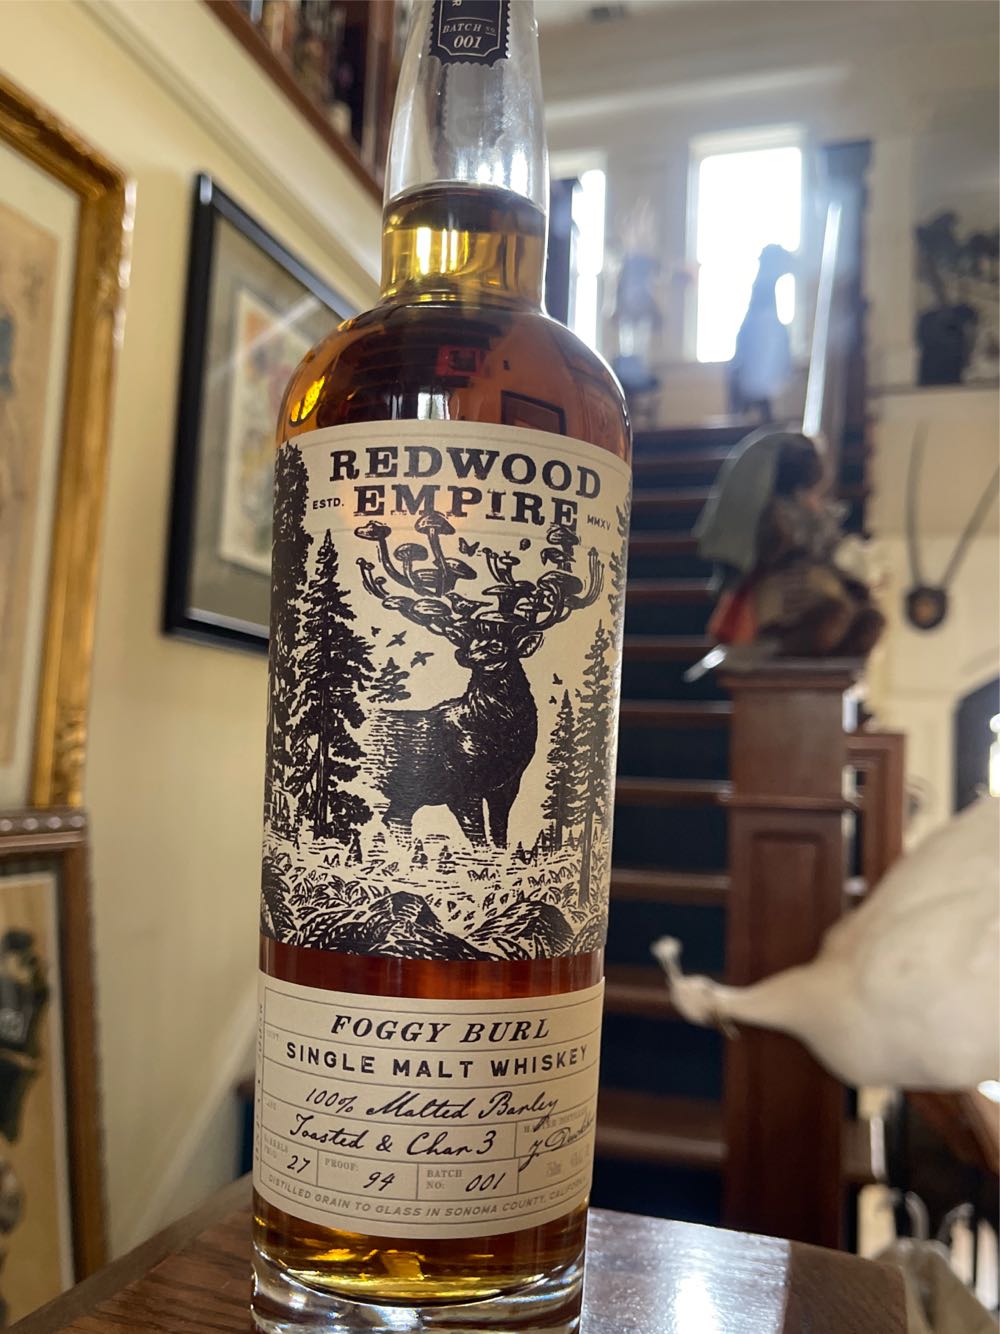 BATCH No.
001
REDWOOD
ESTD. EMPIRE MMXV
FOGGY BURL
SINGLE MALT WHISKEY
100% Malted Barley
Toasted & Char 3
27
PROOF: 94
BATCH NO: 001
DISTILLED GRAIN TO GLASS IN SONOMA COUNTY, CALIFORNIA